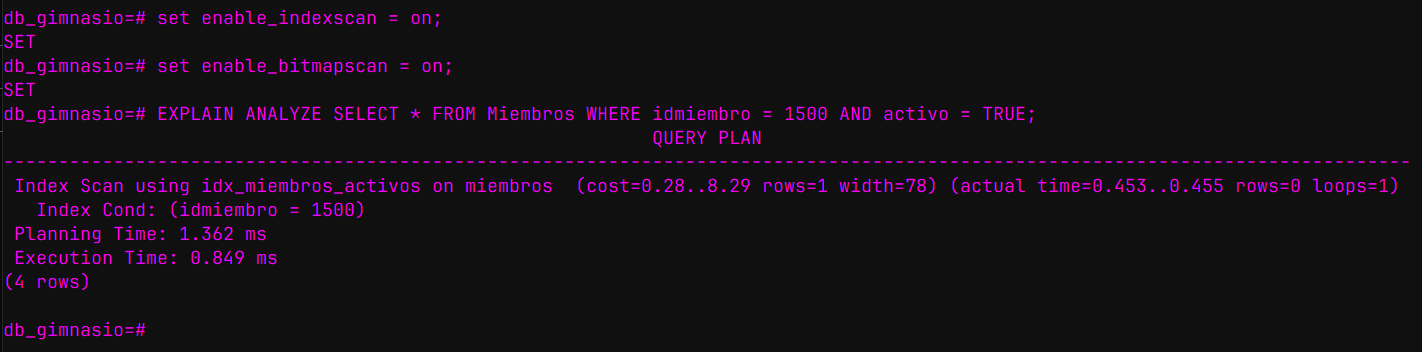 db_gimnasio=# set enable_indexscan = on;
SET
db_gimnasio=# set enable_bitmapscan = on;
SET
db_gimnasio=# EXPLAIN ANALYZE SELECT * FROM Miembros WHERE idmiembro = 1500 AND activo = TRUE;
QUERY PLAN
--------------------------------------------------------------------------------------------------------------------------------
Index Scan using idx_miembros_activos on miembros  (cost=0.28..8.29 rows=1 width=78) (actual time=0.453..0.455 rows=0 loops=1)
Index Cond: (idmiembro = 1500)
Planning Time: 1.362 ms
Execution Time: 0.849 ms
(4 rows)
db_gimnasio=#